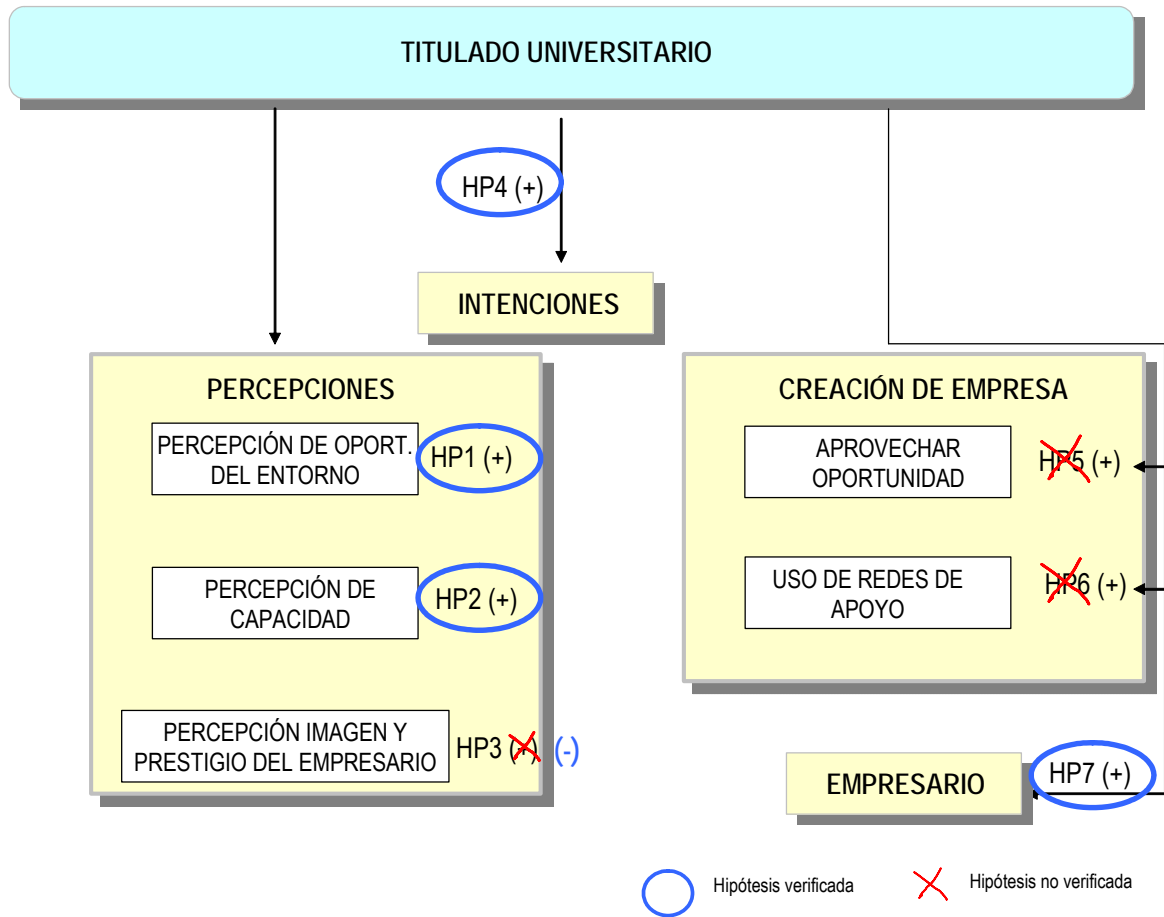 TITULADO UNIVERSITARIO
HP4 (+)
INTENCIONES
PERCEPCIONES
PERCEPCIÓN DE OPORT.
DEL ENTORNO
HP1 (+)
PERCEPCIÓN DE
CAPACIDAD
HP2 (+)
PERCEPCIÓN IMAGEN Y
PRESTIGIO DEL EMPRESARIO
HP3 (+) (-)
CREACIÓN DE EMPRESA
APROVECHAR
OPORTUNIDAD
HP5 (+)
USO DE REDES DE
APOYO
HP6 (+)
EMPRESARIO
HP7 (+)
Hipótesis verificada
Hipótesis no verificada